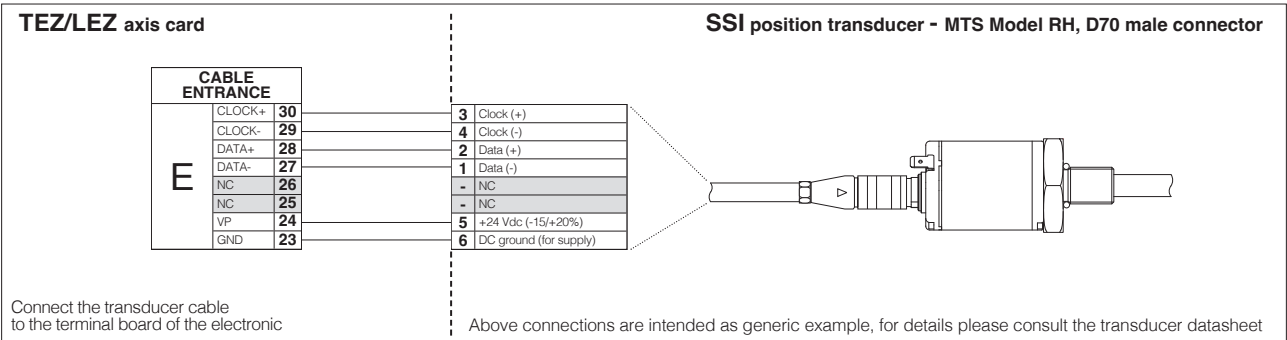 TEZ/LEZ axis card
SSI position transducer - MTS Model RH, D70 male connector
CABLE
ENTRANCE
E
CLOCK+ 30
CLOCK- 29
DATA+ 28
DATA- 27
NC 26
NC 25
VP 24
GND 23
3 Clock (+)
4 Clock (-)
2 Data (+)
1 Data (-)
- NC
- NC
5 +24 Vdc (-15/+20%)
6 DC ground (for supply)
Connect the transducer cable
to the terminal board of the electronic
Above connections are intended as generic example, for details please consult the transducer datasheet